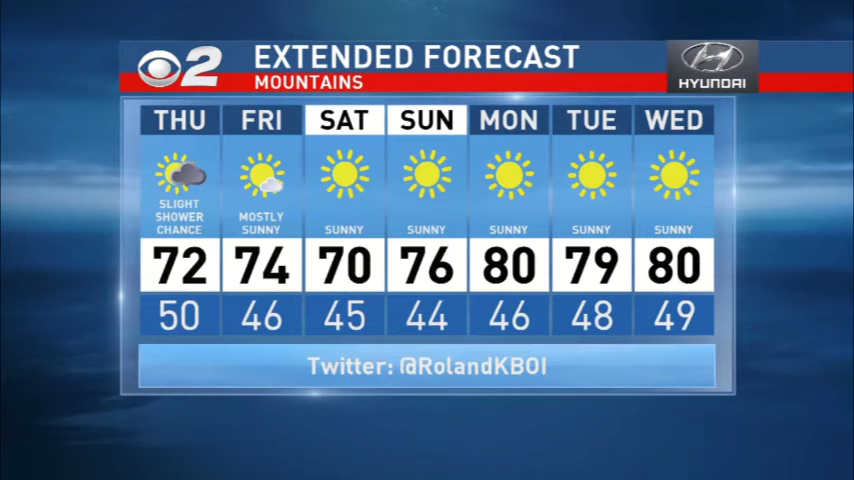 2 EXTENDED FORECAST
MOUNTAINS
HYUNDAI
THU FRI SAT SUN MON TUE WED
SLIGHT
SHOWER MOSTLY
CHANCE SUNNY SUNNY SUNNY SUNNY SUNNY SUNNY
72 74 70 76 80 79 80
50 46 45 44 46 48 49
Twitter: @RolandKBOI